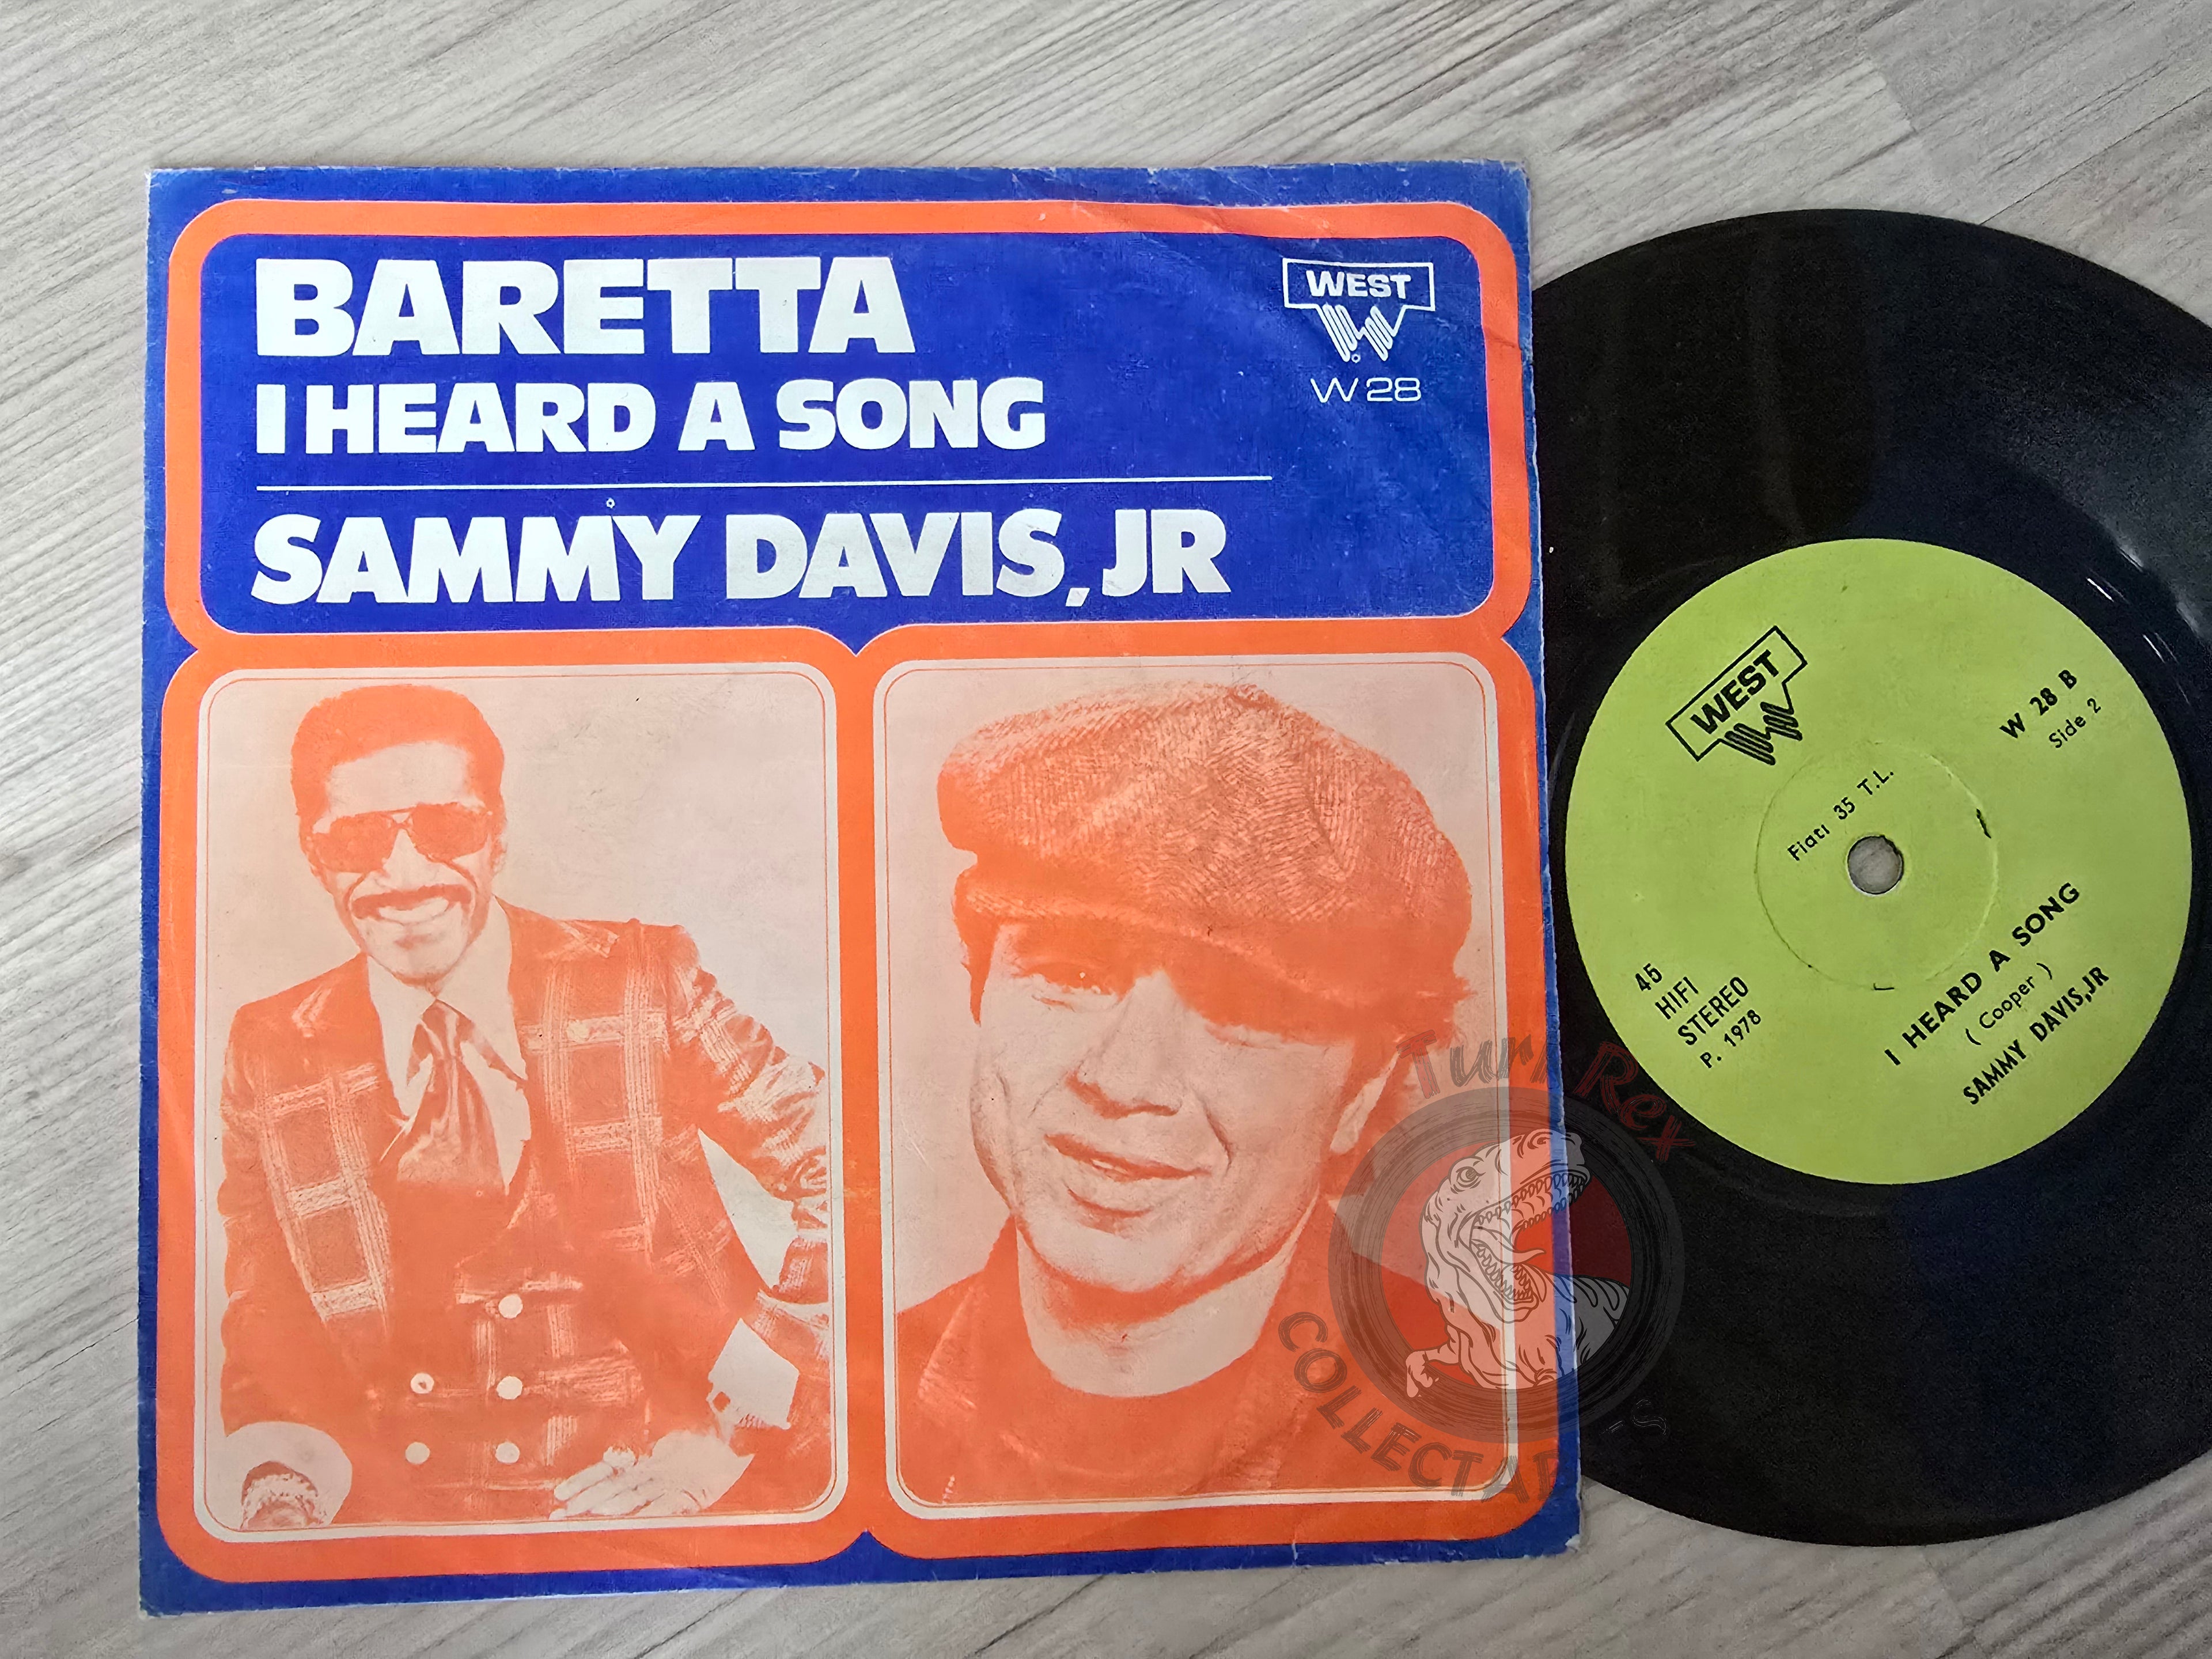 BARETTA
I HEARD A SONG
SAMMY DAVIS, JR
WEST
W 28
WEST
W 28 B
Side 2
Fiatı 35 T.L.
45
HIFI
STEREO
P. 1978
I HEARD A SONG
( Cooper )
SAMMY DAVIS,JR